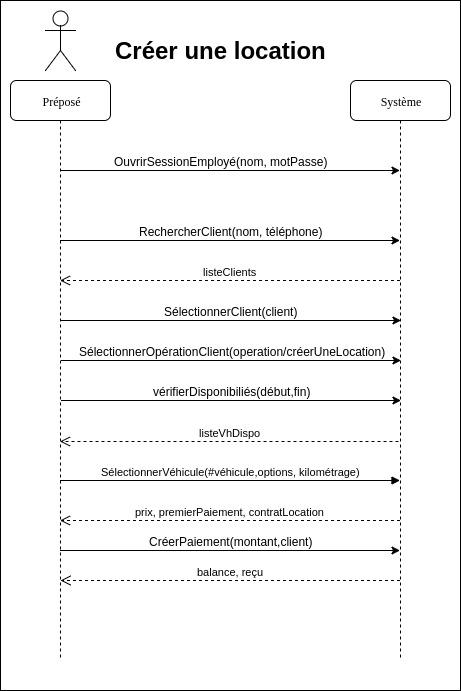 Créer une location
Préposé
Système
OuvrirSessionEmployé(nom, motPasse)
RechercherClient(nom, téléphone)
listeClients
SélectionnerClient(client)
SélectionnerOpérationClient(operation/créerUneLocation)
vérifierDisponibiliés(début,fin)
listeVhDispo
SélectionnerVéhicule(#véhicule,options, kilométrage)
prix, premierPaiement, contratLocation
CréerPaiement(montant,client)
balance, reçu